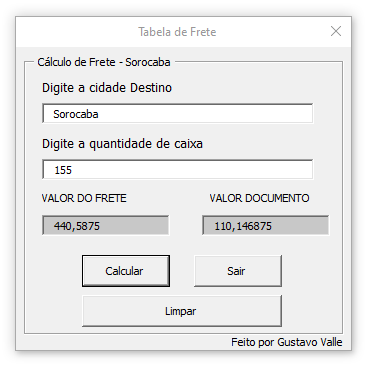 Tabela de Frete
Cálculo de Frete - Sorocaba
Digite a cidade Destino
Sorocaba
Digite a quantidade de caixa
155
VALOR DO FRETE VALOR DOCUMENTO
440,5875 110,146875
Calcular Sair
Limpar
Feito por Gustavo Valle